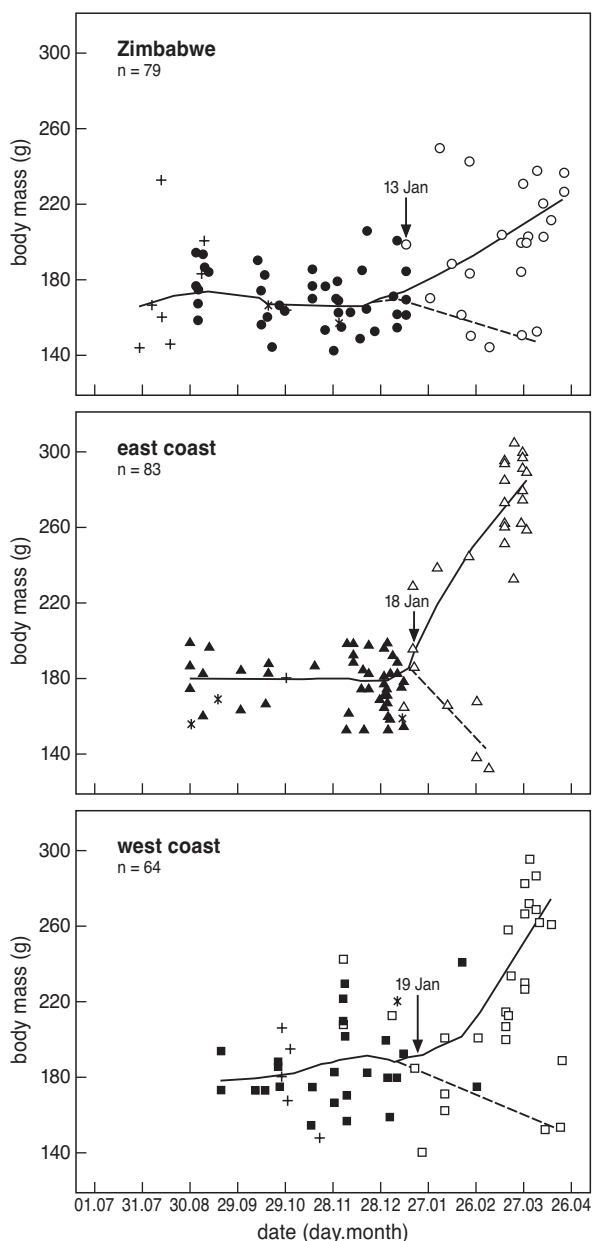 Zimbabwe
n = 79
body mass (g)
300
260
220
180
140
13 Jan
east coast
n = 83
body mass (g)
300
260
220
180
140
18 Jan
west coast
n = 64
body mass (g)
300
260
220
180
140
19 Jan
01.07 31.07 30.08 29.09 29.10 28.11 28.12 27.01 26.02 27.03 26.04
date (day.month)